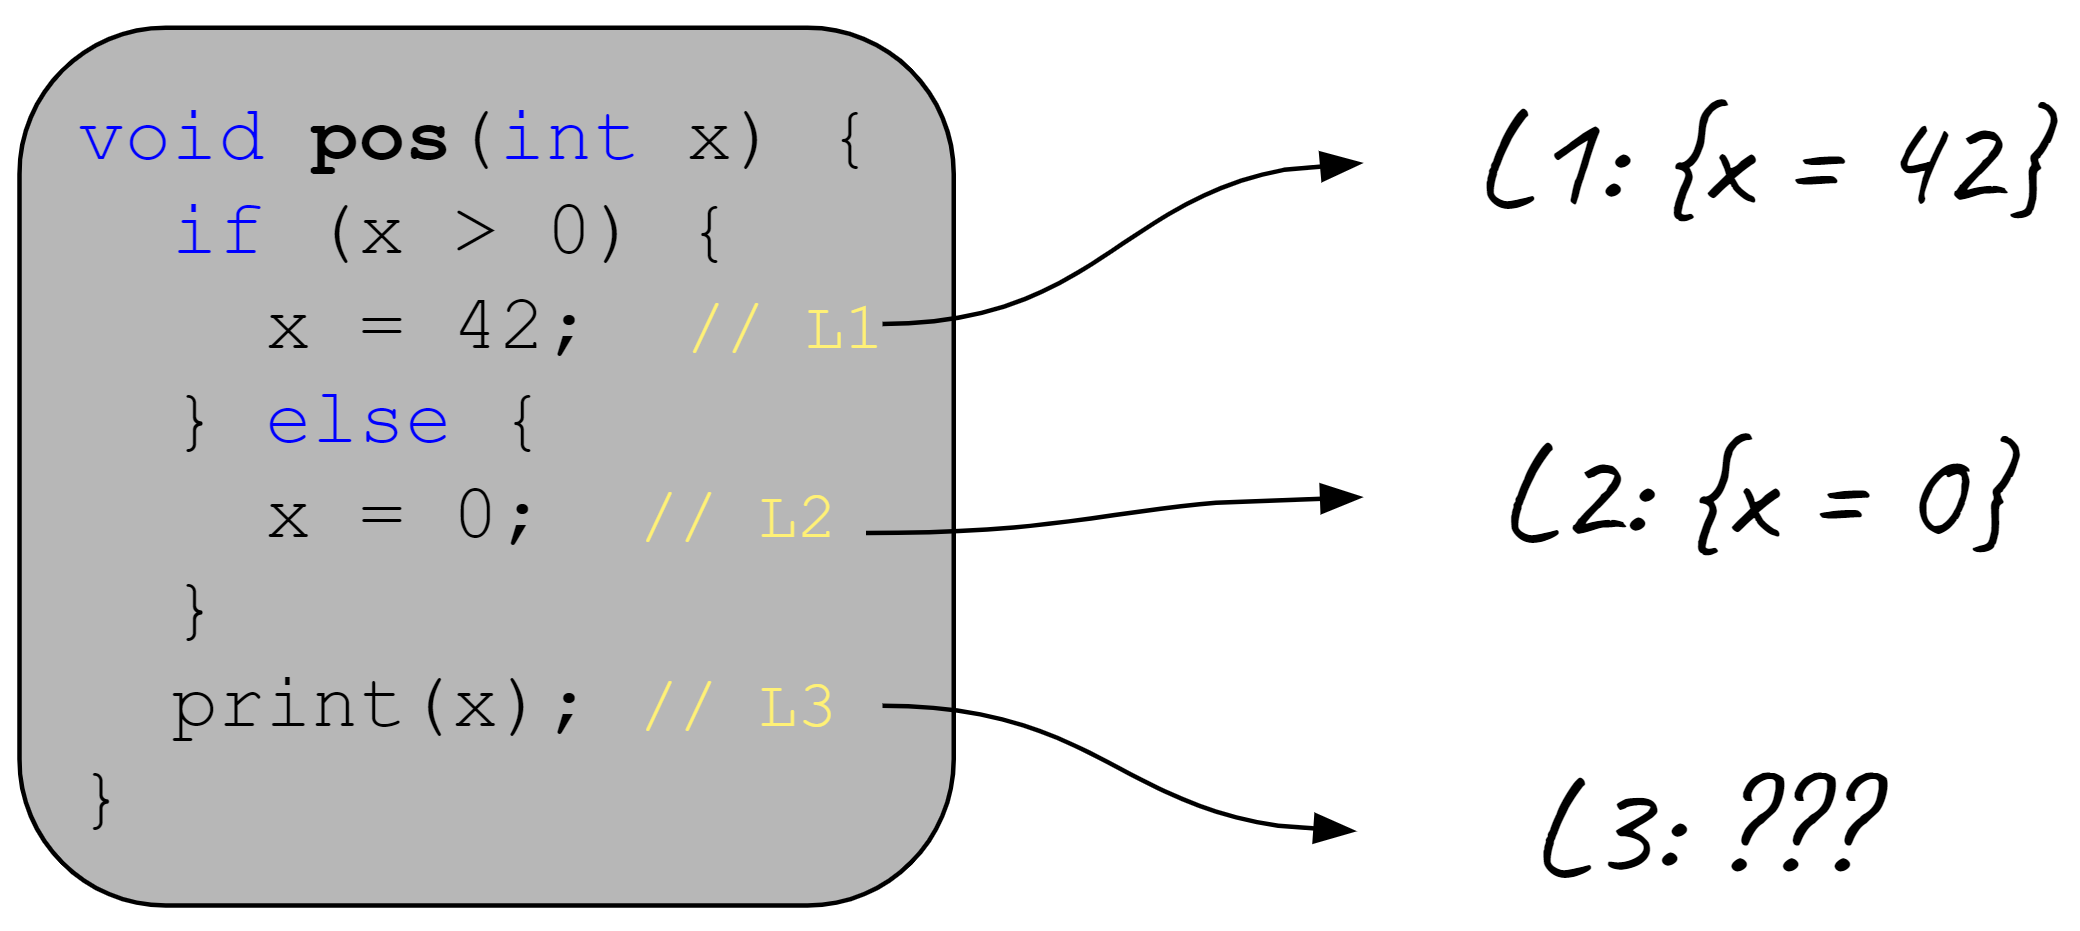 void pos(int x) {
if (x > 0) {
x = 42; // L1
} else {
x = 0; // L2
}
print(x); // L3
}
L1: {x = 42}
L2: {x = 0}
L3: ???